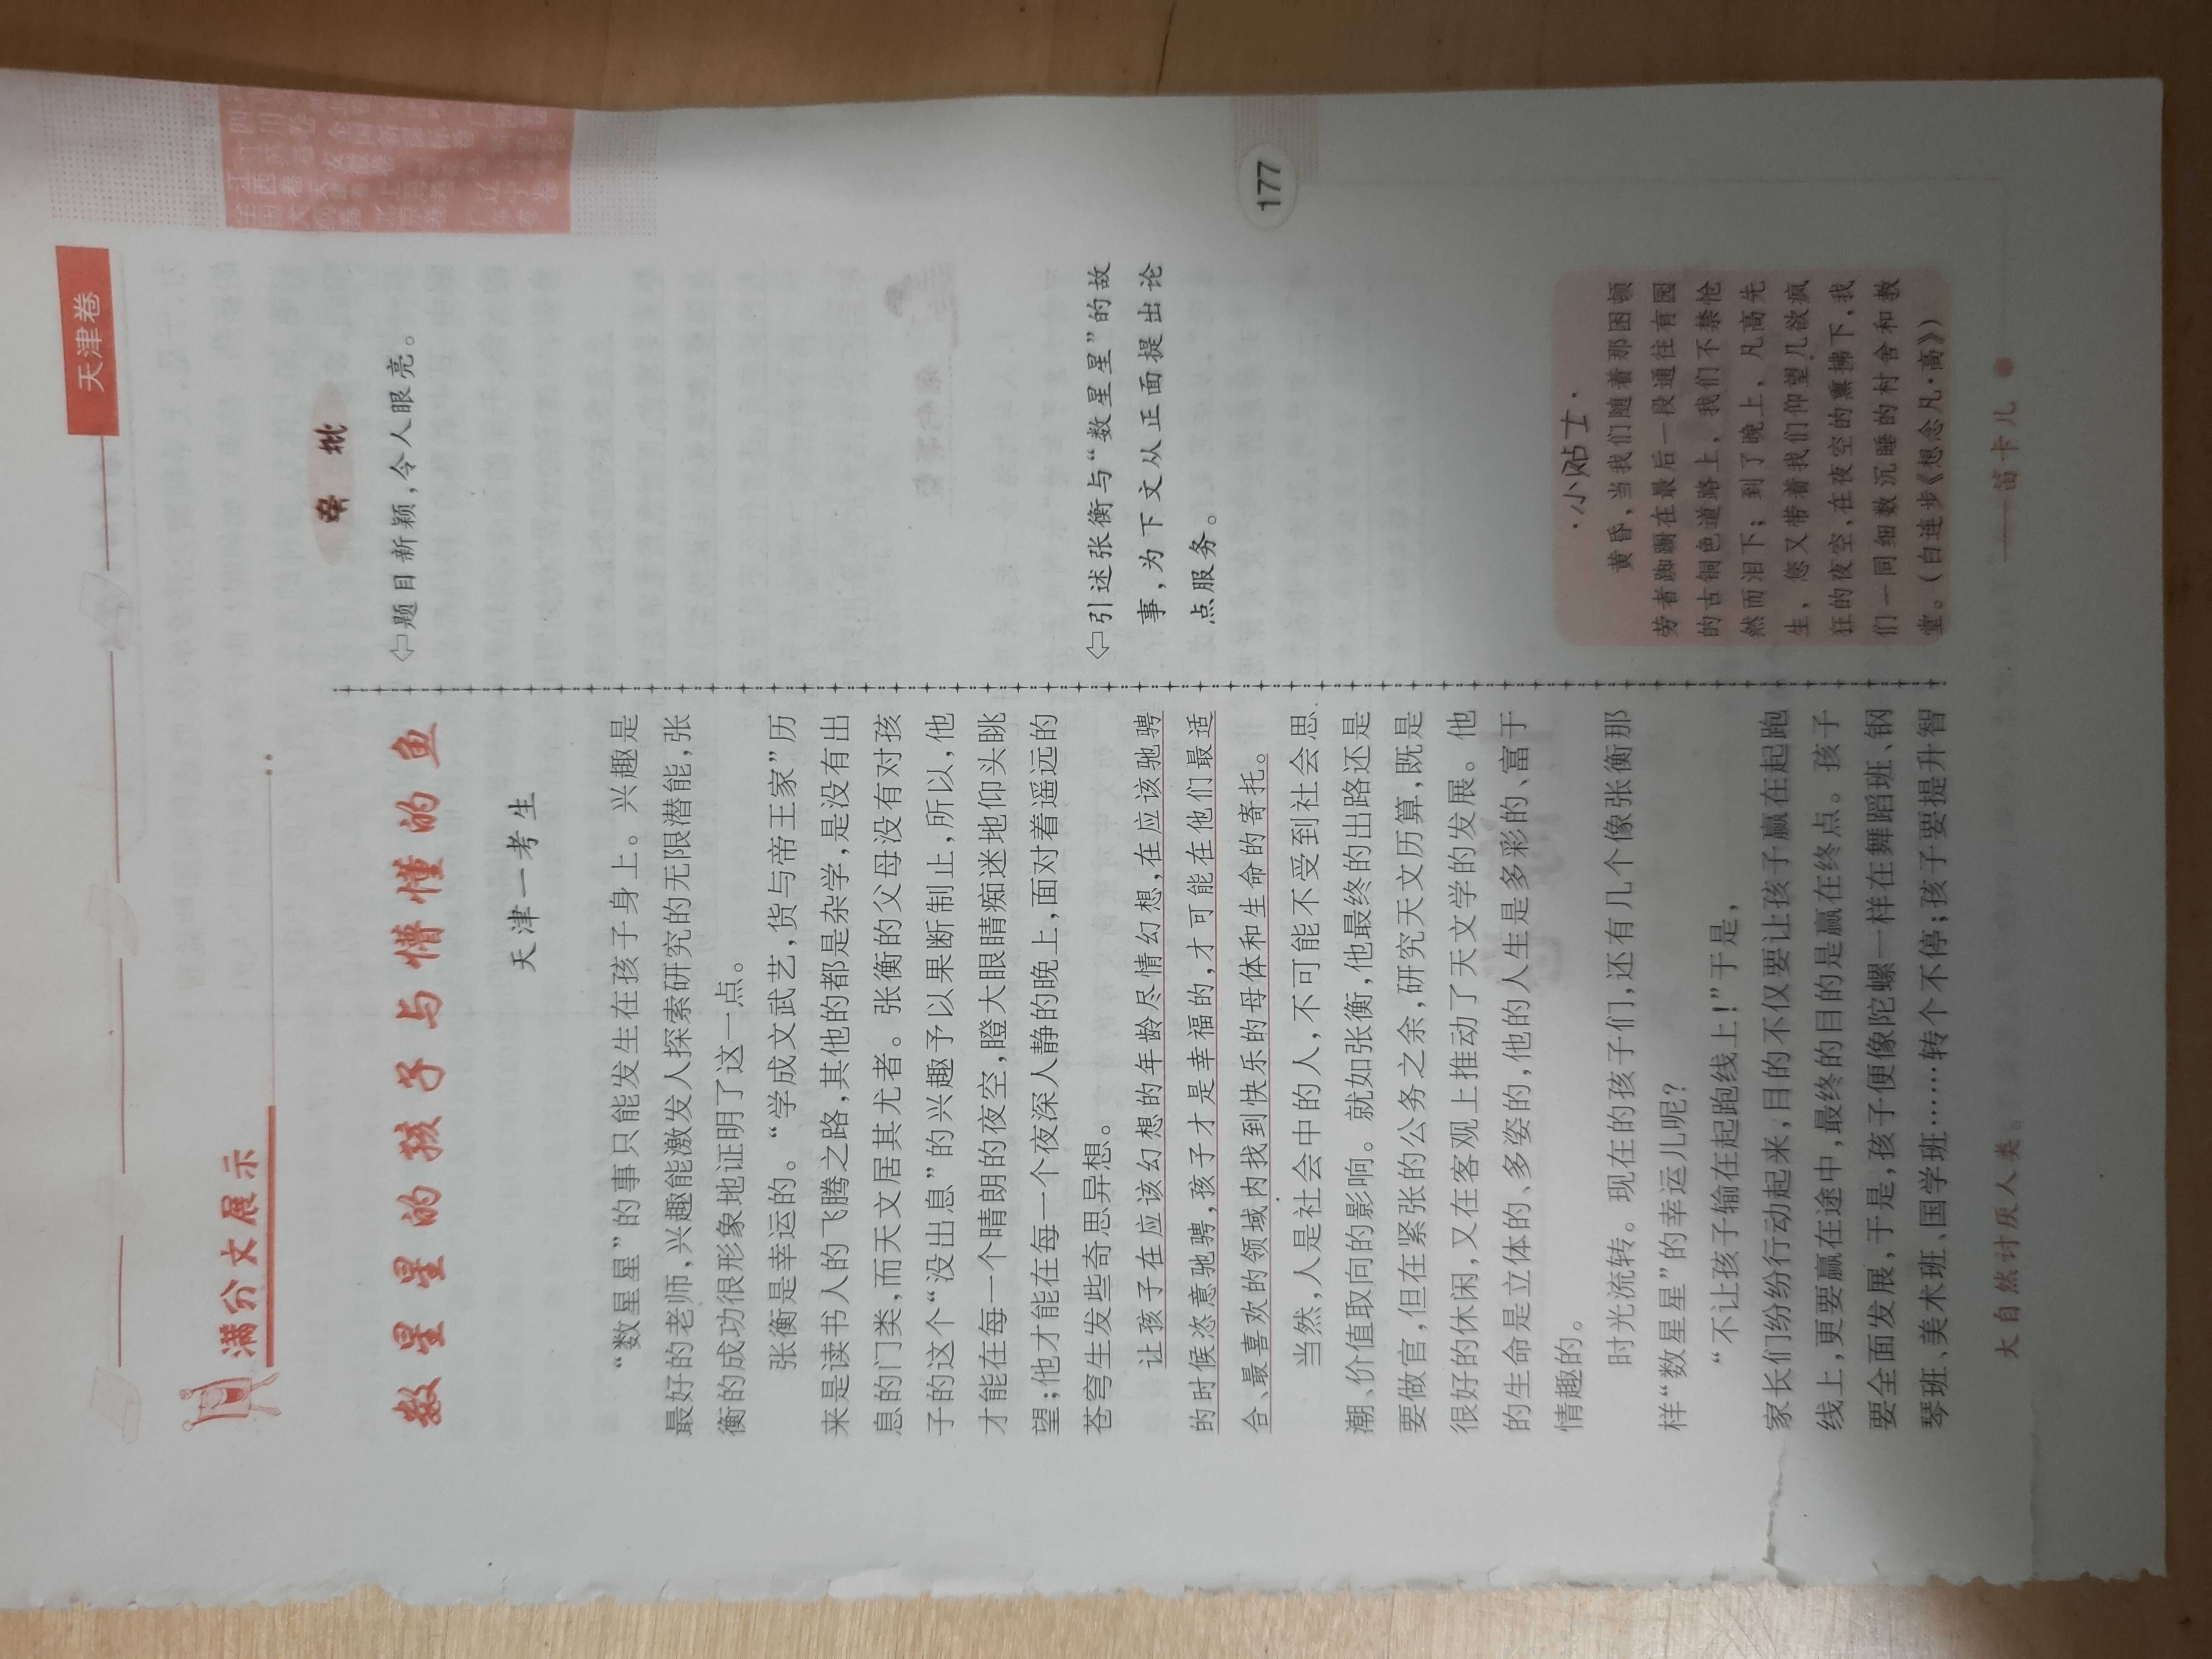 天津卷
满分文展示
旁批
数星星的孩子与懵懂的鱼
⇦题目新颖,令人眼亮。
天津一考生
“数星星”的事只能发生在孩子身上。兴趣是
最好的老师,兴趣能激发人探索研究的无限潜能,张
衡的成功很形象地证明了这一点。
张衡是幸运的。“学成文武艺,货与帝王家”历
来是读书人的飞腾之路,其他的都是杂学,是没有出
息的门类,而天文居其尤者。张衡的父母没有对孩
子的这个“没出息”的兴趣予以果断制止,所以,他
才能在每一个晴朗的夜空,瞪大眼睛痴迷地仰头眺
望;他才能在每一个夜深人静的晚上,面对着遥远的
苍穹生发些奇思异想。
让孩子在应该幻想的年龄尽情幻想,在应该驰骋
的时候恣意驰骋,孩子才是幸福的,才可能在他们最适
合、最喜欢的领域内找到快乐的母体和生命的寄托。
⇦引述张衡与“数星星”的故
事,为下文从正面提出论
点服务。
当然,人是社会中的人,不可能不受到社会思
潮、价值取向的影响。就如张衡,他最终的出路还是
要做官,但在紧张的公务之余,研究天文历算,既是
很好的休闲,又在客观上推动了天文学的发展。他
的生命是立体的、多姿的,他的人生是多彩的、富于
情趣的。
时光流转。现在的孩子们,还有几个像张衡那
样“数星星”的幸运儿呢?
“不让孩子输在起跑线上!”于是,
家长们纷纷行动起来,目的不仅要让孩子赢在起跑
线上,更要赢在途中,最终的目的是赢在终点。孩子
要全面发展,于是,孩子便像陀螺一样在舞蹈班、钢
琴班、美术班、国学班……转个不停;孩子要提升智
·小贴士·
黄昏,当我们随着那困顿
劳者踟蹰在最后一段通往有园
的古铜色道路上，我们不禁怆
然而泪下；到了晚上，凡高先
生，您又带着我们仰望几欲疯
狂的夜空,在夜空的熏拂下,我
们一同细数沉睡的村舍和教
堂。(白连步《想念凡·高》)
177
大自然讨厌人类。
——笛卡儿